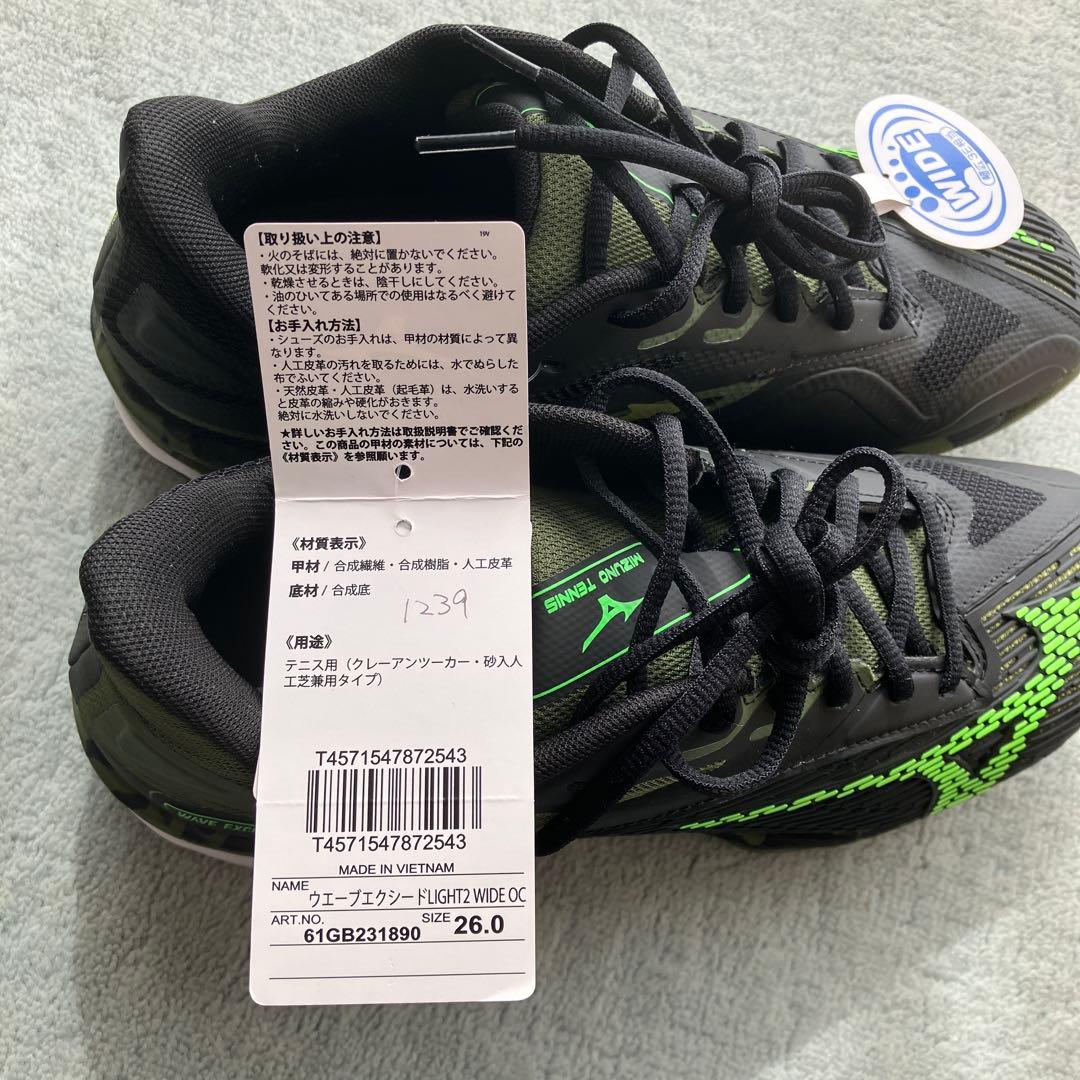 【取り扱い上の注意】
19V
・火のそばには、絶対に置かないでください。
軟化又は変形することがあります。
・乾燥させるときは、陰干しにしてください。
・油のひいてある場所での使用はなるべく避けて
ください。
【お手入れ方法】
・シューズのお手入れは、甲材の材質によって異
なります。
・人工皮革の汚れを取るためには、水でぬらした
布でふいてください。
・天然皮革・人工皮革（起毛革）は、水洗いする
と皮革の縮みや硬化がおきます。
絶対に水洗いしないでください。
★詳しいお手入れ方法は取扱説明書でご確認くださ
い。この商品の甲材の素材については、下記の
《材質表示》を参照願います。
《材質表示》
甲材 / 合成繊維・合成樹脂・人工皮革
底材 / 合成底
1239
《用途》
テニス用（クレーアンツーカー・砂入人
工芝兼用タイプ）
T4571547872543
T4571547872543
MADE IN VIETNAM
NAME ウエーブエクシードLIGHT2 WIDE OC
ART.NO. 61GB231890 SIZE 26.0
MIZUNO TENNIS
WIDE
WAVE EXC